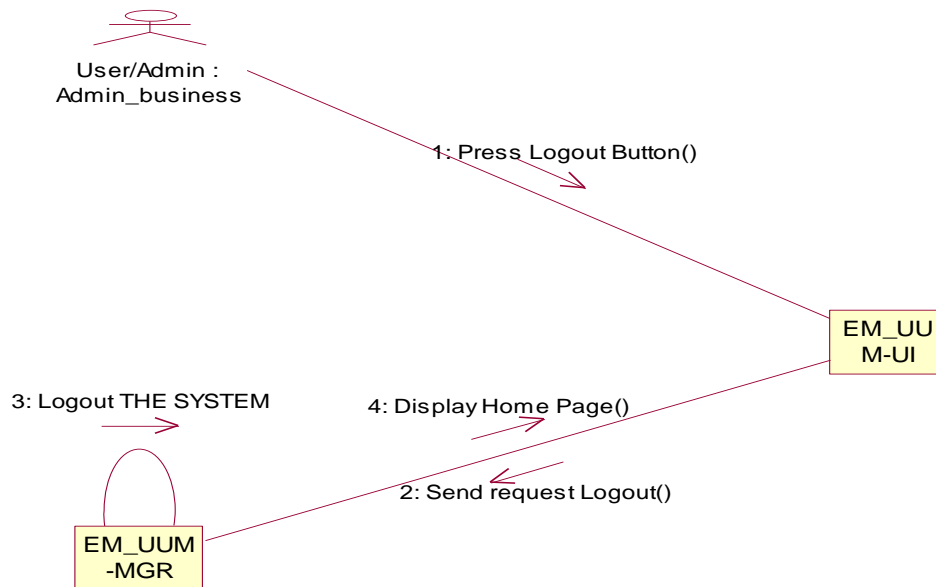 User/Admin :
Admin_business
1: Press Logout Button()
EM_UU
M-UI
3: Logout THE SYSTEM
4: Display Home Page()
2: Send request Logout()
EM_UUM
-MGR